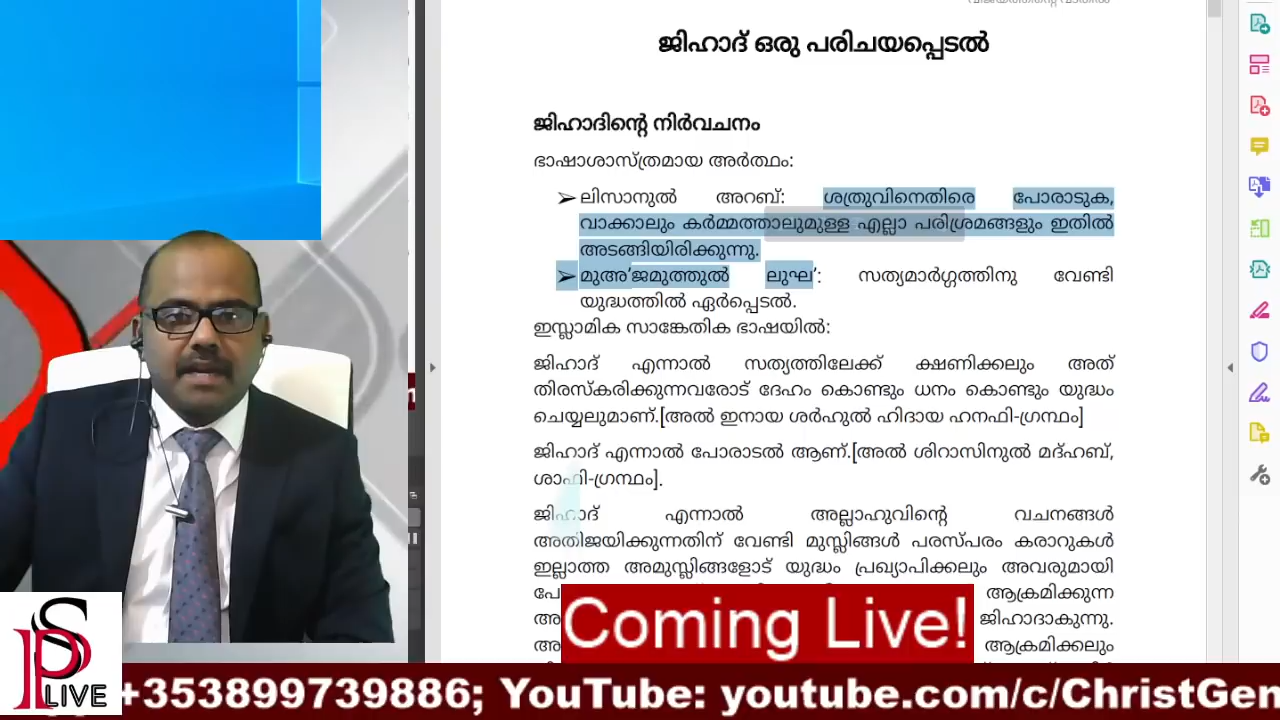 ജിഹാദ് ഒരു പരിചയപ്പെടൽ
ജിഹാദിന്റെ നിർവചനം
ഭാഷാശാസ്ത്രമായ അർത്ഥം:
➢ ലിസാനുൽ അറബ്: ശത്രുവിനെതിരെ പോരാടുക,
വാക്കാലും കർമ്മത്താലുമുള്ള എല്ലാ പരിശ്രമങ്ങളും ഇതിൽ
അടങ്ങിയിരിക്കുന്നു.
➢ മുഅ'ജമുത്തുൽ ലുഘ': സത്യമാർഗ്ഗത്തിനു വേണ്ടി
യുദ്ധത്തിൽ ഏർപ്പെടൽ.
ഇസ്ലാമിക സാങ്കേതിക ഭാഷയിൽ:
ജിഹാദ് എന്നാൽ സത്യത്തിലേക്ക് ക്ഷണിക്കലും അത്
തിരസ്കരിക്കുന്നവരോട് ദേഹം കൊണ്ടും ധനം കൊണ്ടും യുദ്ധം
ചെയ്യലുമാണ്.[അൽ ഇനായ ശർഹുൽ ഹിദായ ഹനഫി-ഗ്രന്ഥം]
ജിഹാദ് എന്നാൽ പോരാടൽ ആണ്.[അൽ ശിറാസിനുൽ മദ്ഹബ്,
ശാഫി-ഗ്രന്ഥം].
ജിഹാദ് എന്നാൽ അല്ലാഹുവിന്റെ വചനങ്ങൾ
അതിജയിക്കുന്നതിന് വേണ്ടി മുസ്ലിങ്ങൾ പരസ്പരം കരാറുകൾ
ഇല്ലാത്ത അമുസ്ലിങ്ങളോട് യുദ്ധം പ്രഖ്യാപിക്കലും അവരുമായി
ആക്രമിക്കുന്ന
ജിഹാദാകുന്നു.
ആക്രമിക്കലും
Coming Live!
SP LIVE
+353899739886; YouTube: youtube.com/c/ChristGen